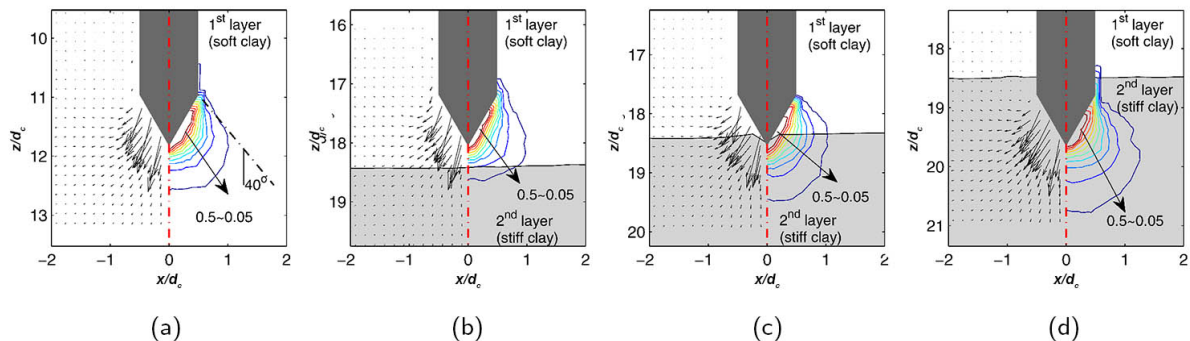 1st layer
(soft clay)
z/dc
10
11
12
13
40°
0.5~0.05
−2 −1 0 1 2
x/dc
(a)
1st layer
(soft clay)
z/dc
16
17
18
19
0.5~0.05
2nd layer
(stiff clay)
−2 −1 0 1 2
x/dc
(b)
1st layer
(soft clay)
z/dc
17
18
19
20
0.5~0.05
2nd layer
(stiff clay)
−2 −1 0 1 2
x/dc
(c)
1st layer
(soft clay)
2nd layer
(stiff clay)
z/dc
18
19
20
21
0.5~0.05
−2 −1 0 1 2
x/dc
(d)